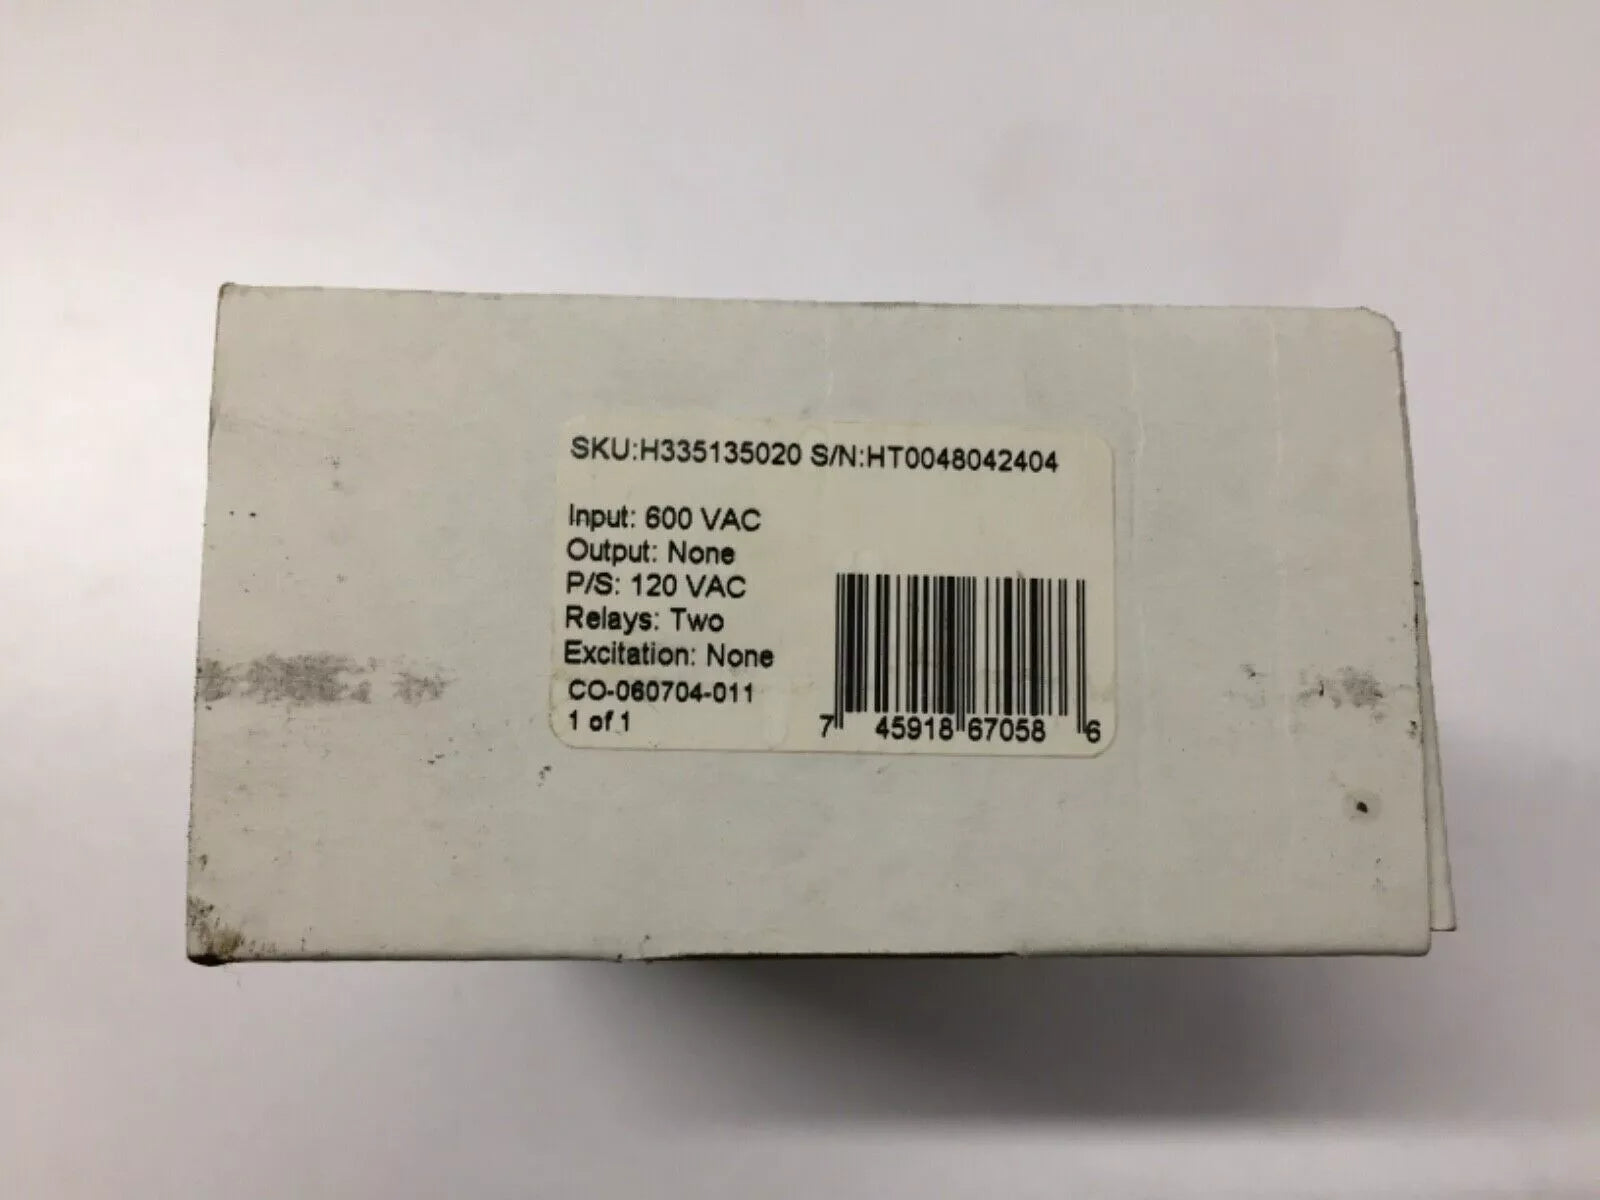 SKU:H335135020 S/N:HT0048042404
Input: 600 VAC
Output: None
P/S: 120 VAC
Relays: Two
Excitation: None
CO-060704-011
1 of 1
7 45918 67058 6